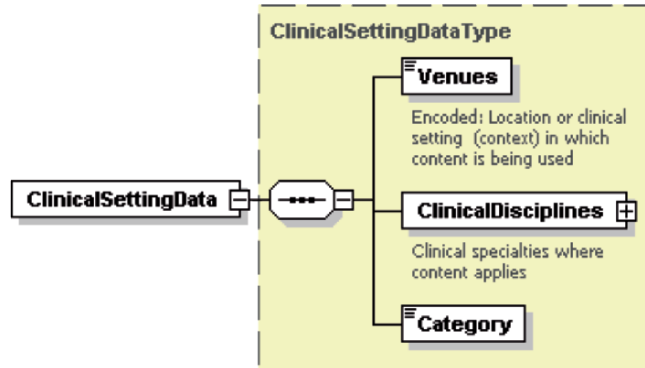 ClinicalSettingDataType
Venues
Encoded: Location or clinical
setting (context) in which
content is being used
ClinicalSettingData
ClinicalDisciplines
Clinical specialties where
content applies
Category